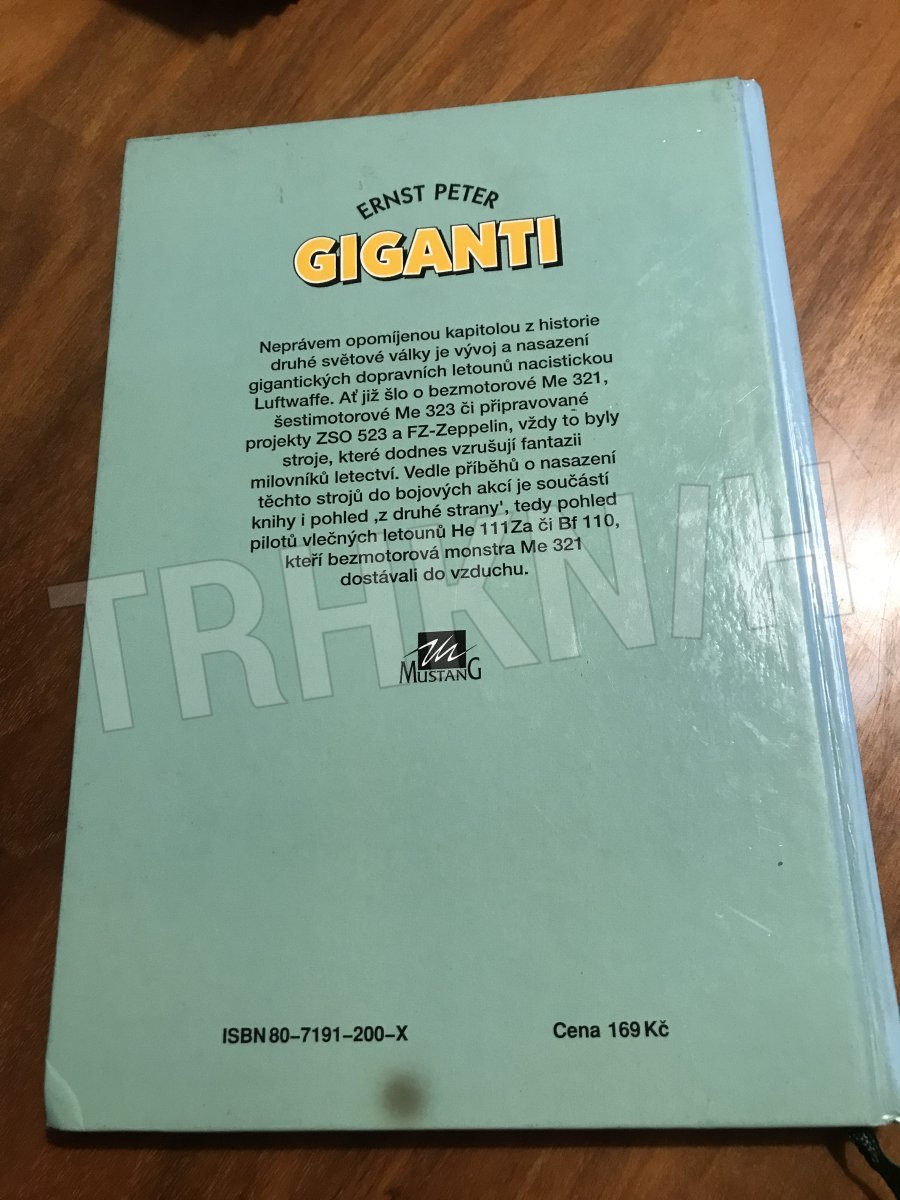 ERNST PETER
GIGANTI
Neprávem opomíjenou kapitolou z historie
druhé světové války je vývoj a nasazení
gigantických dopravních letounů nacistickou
Luftwaffe. Ať již šlo o bezmotorové Me 321,
šestimotorové Me 323 či připravované
projekty ZSO 523 a FZ-Zeppelin, vždy to byly
stroje, které dodnes vzrušují fantazii
milovníků letectví. Vedle příběhů o nasazení
těchto strojů do bojových akcí je součástí
knihy i pohled ‚z druhé strany', tedy pohled
pilotů vlečných letounů He 111Za či Bf 110,
kteří bezmotorová monstra Me 321
dostávali do vzduchu.
TRHKNIH
MUSTANG
ISBN 80–7191–200–X
Cena 169 Kč